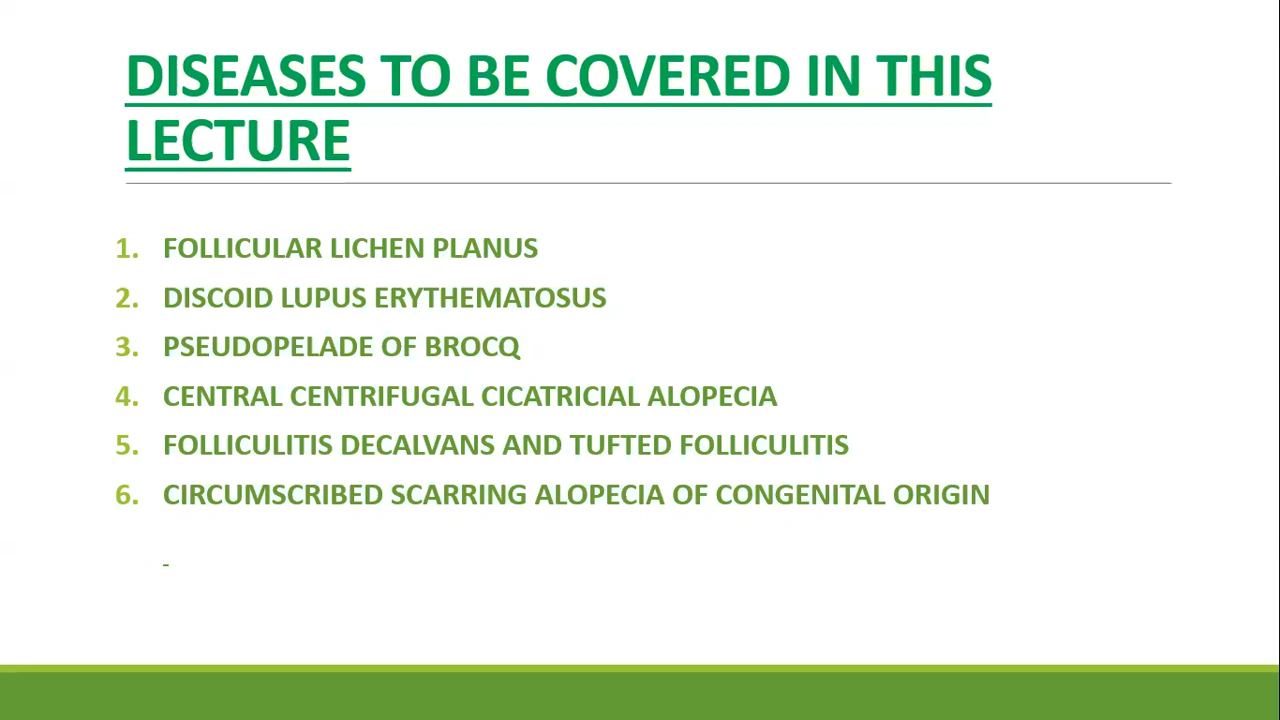 DISEASES TO BE COVERED IN THIS
LECTURE
1. FOLLICULAR LICHEN PLANUS
2. DISCOID LUPUS ERYTHEMATOSUS
3. PSEUDOPELADE OF BROCQ
4. CENTRAL CENTRIFUGAL CICATRICIAL ALOPECIA
5. FOLLICULITIS DECALVANS AND TUFTED FOLLICULITIS
6. CIRCUMSCRIBED SCARRING ALOPECIA OF CONGENITAL ORIGIN
-